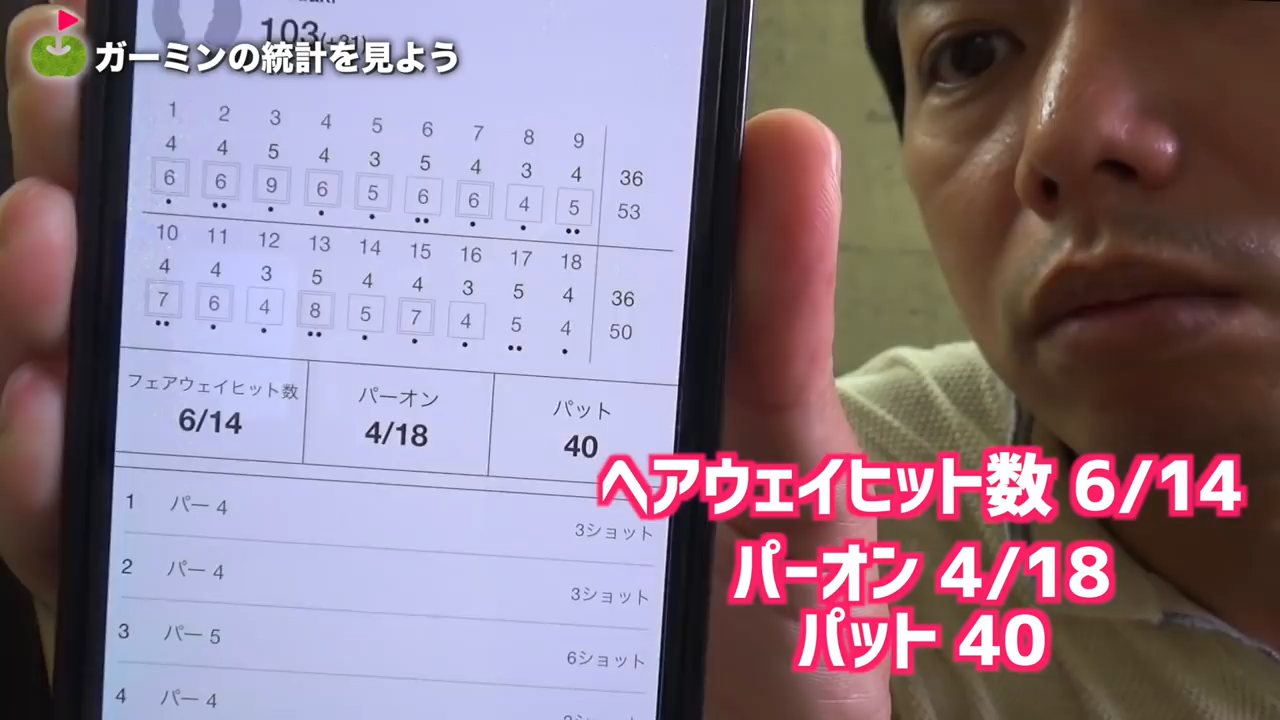 103(+31)
ガーミンの統計を見よう
1 2 3 4 5 6 7 8 9
4 4 5 4 3 5 4 3 4 36
6 6 9 6 5 6 6 4 5 53
10 11 12 13 14 15 16 17 18
4 4 3 5 4 4 3 5 4 36
7 6 4 8 5 7 4 5 4 50
フェアウェイヒット数 パーオン パット
6/14 4/18 40
ヘアウェイヒット数 6/14
パーオン 4/18
パット 40
1 パー 4 3ショット
2 パー 4 3ショット
3 パー 5 6ショット
4 パー 4